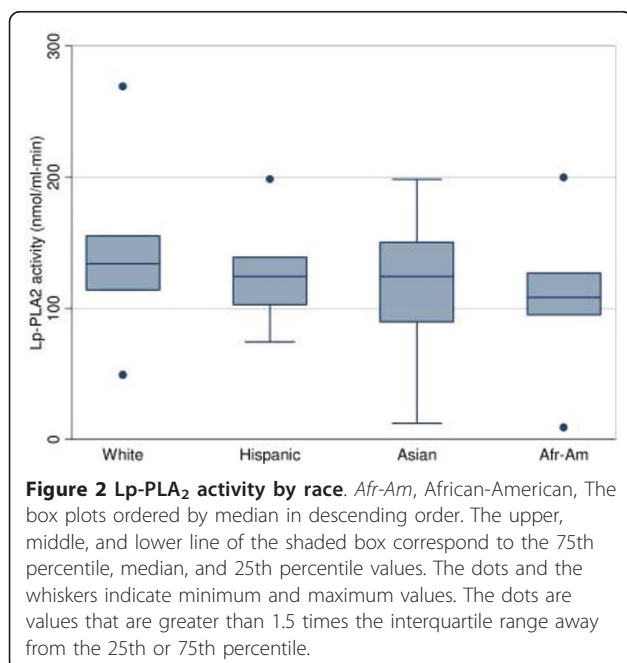 300
200
100
0
Lp-PLA2 activity (nmol/ml-min)
White Hispanic Asian Afr-Am
Figure 2 Lp-PLA2 activity by race. Afr-Am, African-American, The
box plots ordered by median in descending order. The upper,
middle, and lower line of the shaded box correspond to the 75th
percentile, median, and 25th percentile values. The dots and the
whiskers indicate minimum and maximum values. The dots are
values that are greater than 1.5 times the interquartile range away
from the 25th or 75th percentile.